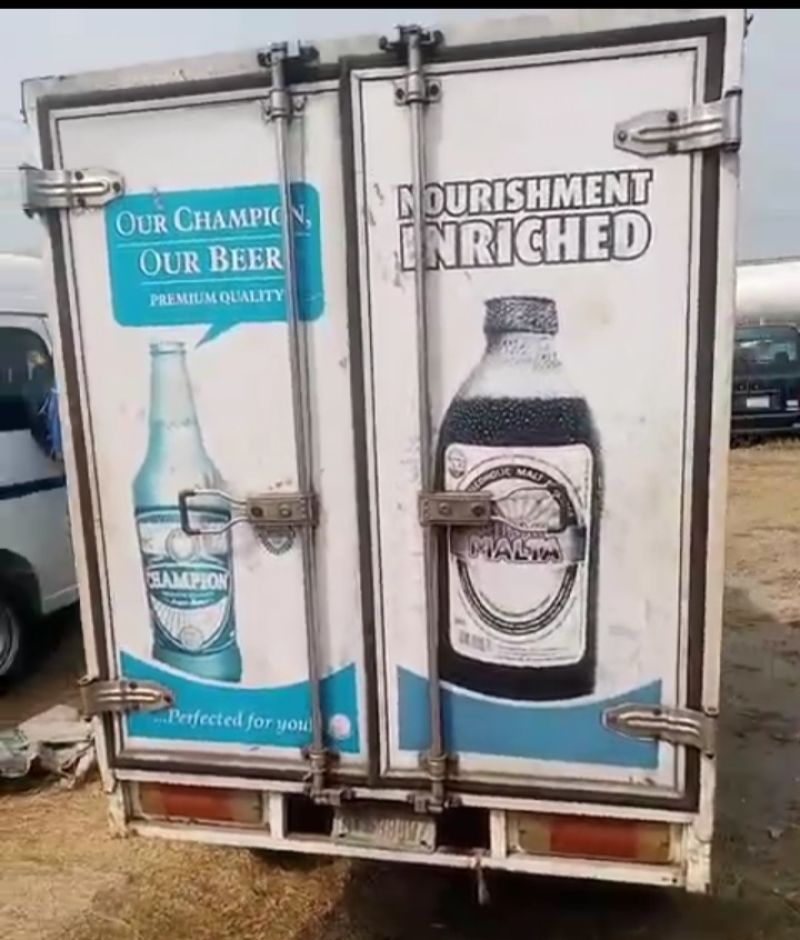 OUR CHAMPION,
OUR BEER
PREMIUM QUALITY
CHAMPION
...Perfected for you!
NOURISHMENT
ENRICHED
MALTA